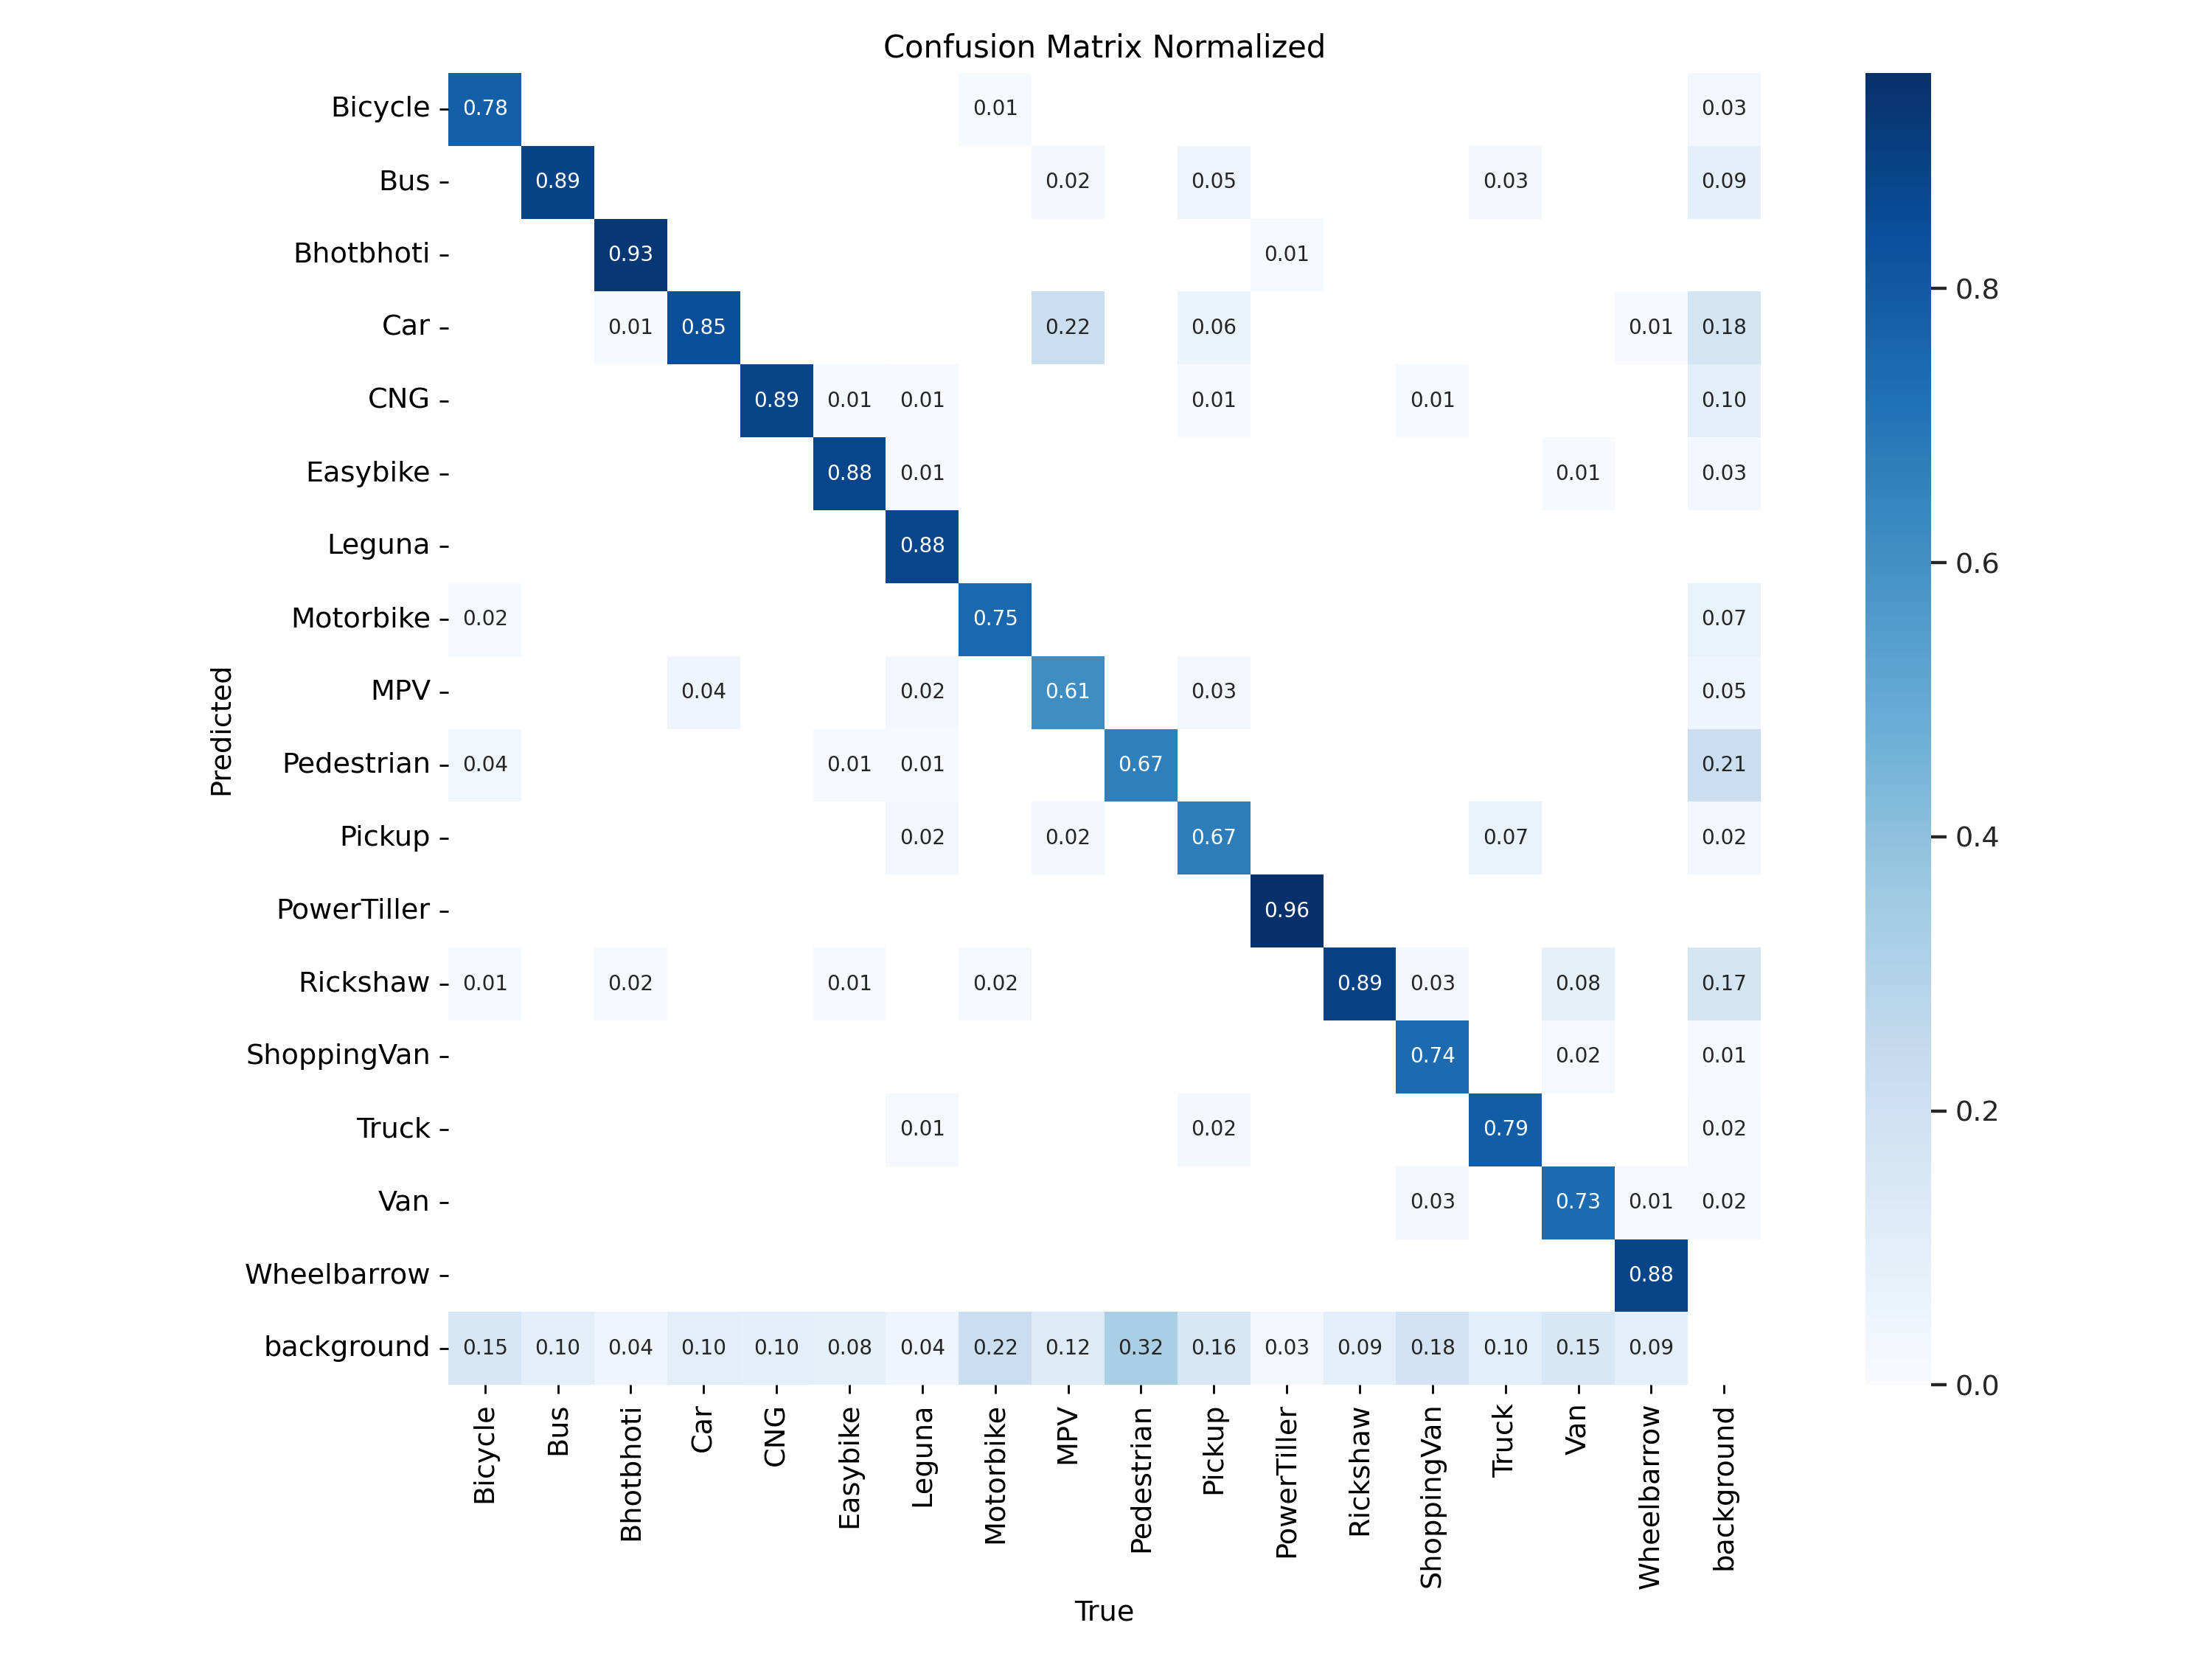 Confusion Matrix Normalized
Bicycle 0.78 0.01 0.03
Bus 0.89 0.02 0.05 0.03 0.09
Bhotbhoti 0.93 0.01
Car 0.01 0.85 0.22 0.06 0.01 0.18
CNG 0.89 0.01 0.01 0.01 0.01 0.10
Easybike 0.88 0.01 0.01 0.03
Leguna 0.88
Motorbike 0.02 0.75 0.07
MPV 0.04 0.02 0.61 0.03 0.05
Pedestrian 0.04 0.01 0.01 0.67 0.21
Pickup 0.02 0.02 0.67 0.07 0.02
PowerTiller 0.96
Rickshaw 0.01 0.02 0.01 0.02 0.89 0.03 0.08 0.17
ShoppingVan 0.74 0.02 0.01
Truck 0.01 0.02 0.79 0.02
Van 0.03 0.73 0.01 0.02
Wheelbarrow 0.88
background 0.15 0.10 0.04 0.10 0.10 0.08 0.04 0.22 0.12 0.32 0.16 0.03 0.09 0.18 0.10 0.15 0.09
Predicted
Bicycle Bus Bhotbhoti Car CNG Easybike Leguna Motorbike MPV Pedestrian Pickup PowerTiller Rickshaw ShoppingVan Truck Van Wheelbarrow background
True
0.8
0.6
0.4
0.2
0.0